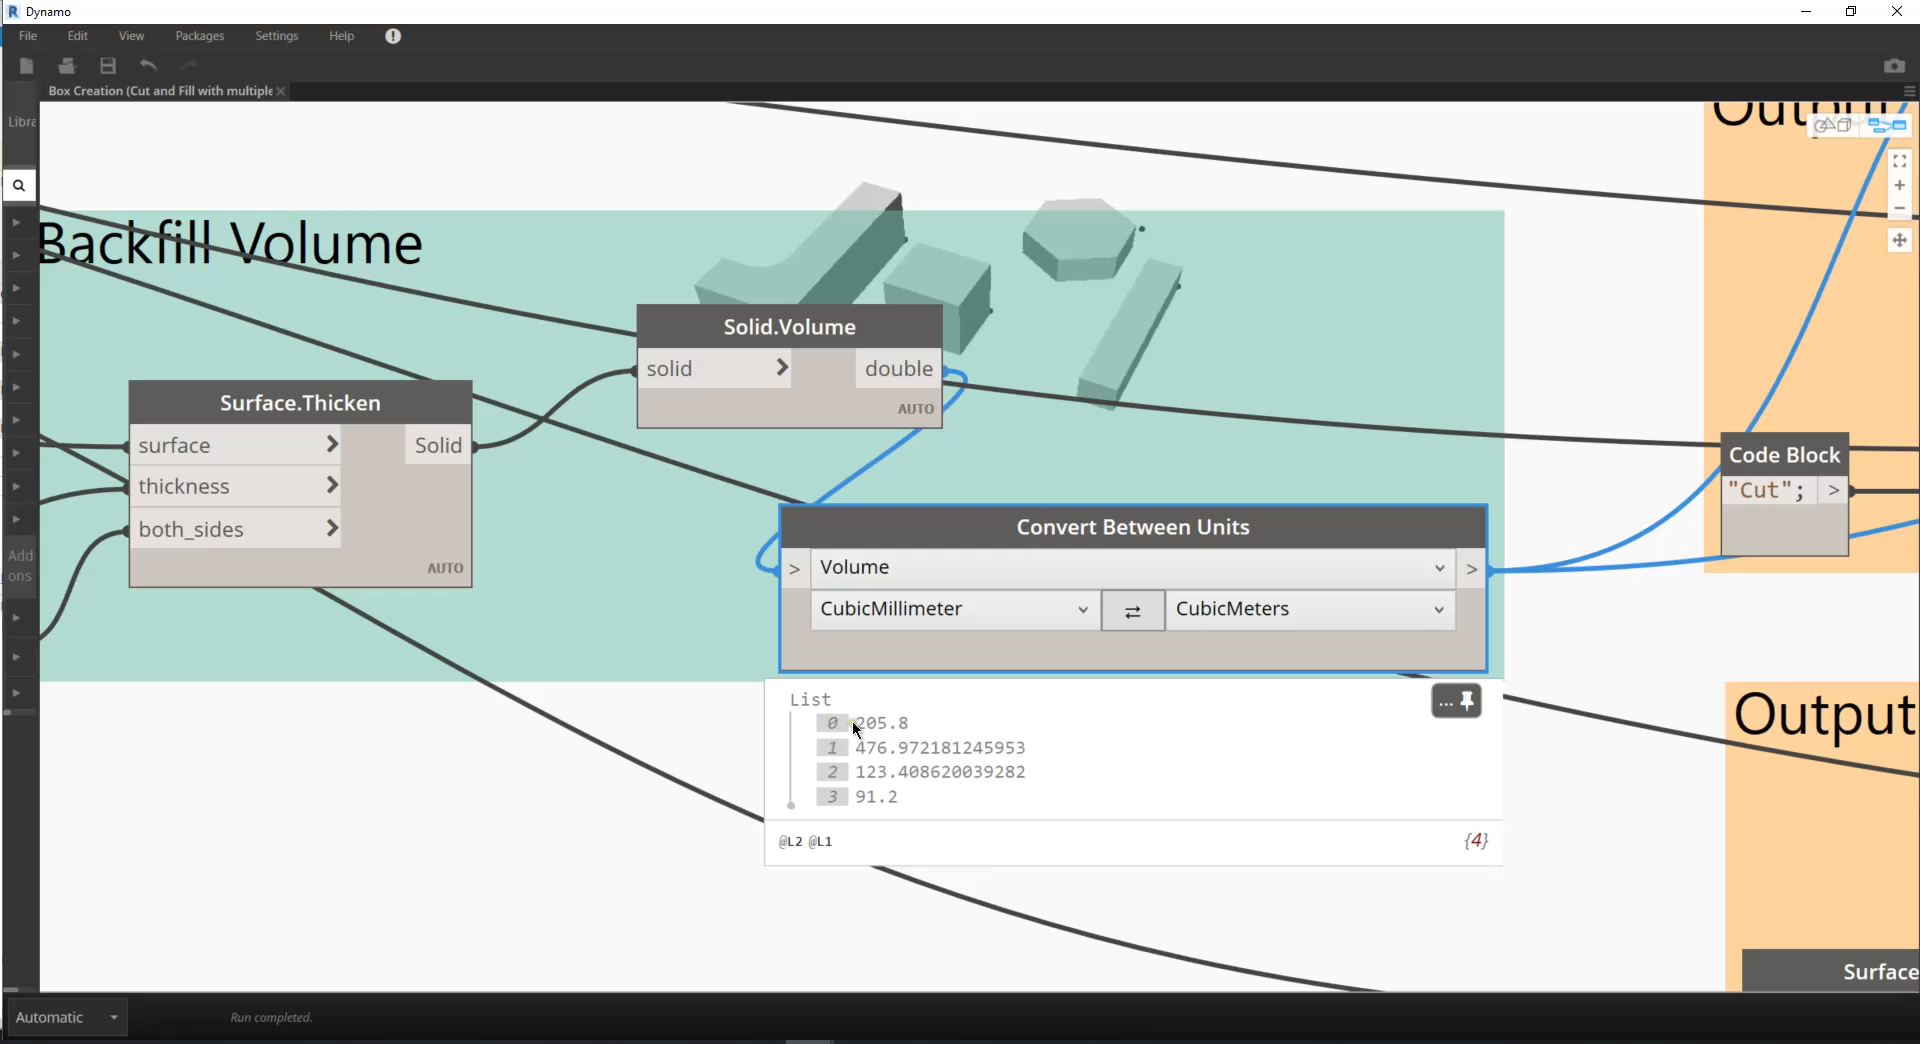 Dynamo
File Edit View Packages Settings Help
Box Creation (Cut and Fill with multiple
Libra
Output
Backfill Volume
Solid.Volume
solid > double
AUTO
Surface.Thicken
surface > Solid
thickness >
both_sides >
AUTO
Code Block
"Cut"; >
Convert Between Units
> Volume >
CubicMillimeter ⇄ CubicMeters
Add-
ons
List
0 205.8
1 476.972181245953
2 123.408620039282
3 91.2
@L2 @L1 {4}
...
Output
Surface
Automatic
Run completed.